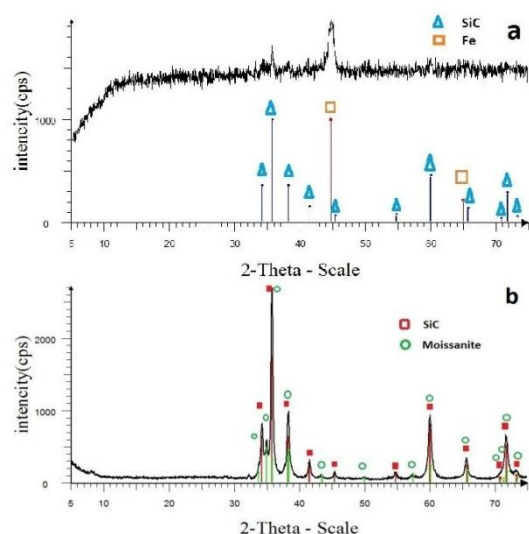 a
SiC
Fe
intencity(cps)
1000
5 10 20 30 40 50 60 70
2-Theta - Scale
b
SiC
Moissanite
intencity(cps)
2000
1000
0
5 10 20 30 40 50 60 70
2-Theta - Scale